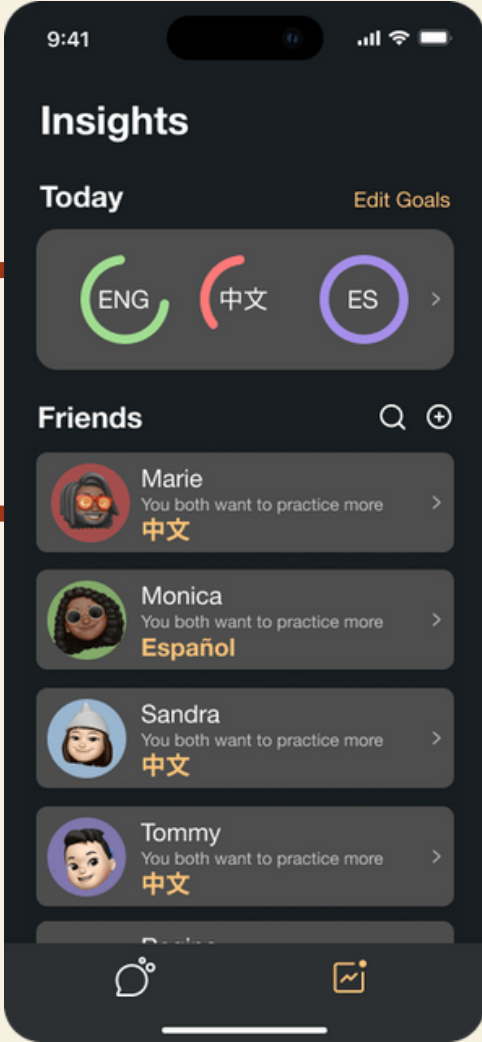 9:41
Insights
Today
Edit Goals
ENG
中文
ES
Friends
Marie
You both want to practice more
中文
Monica
You both want to practice more
Español
Sandra
You both want to practice more
中文
Tommy
You both want to practice more
中文